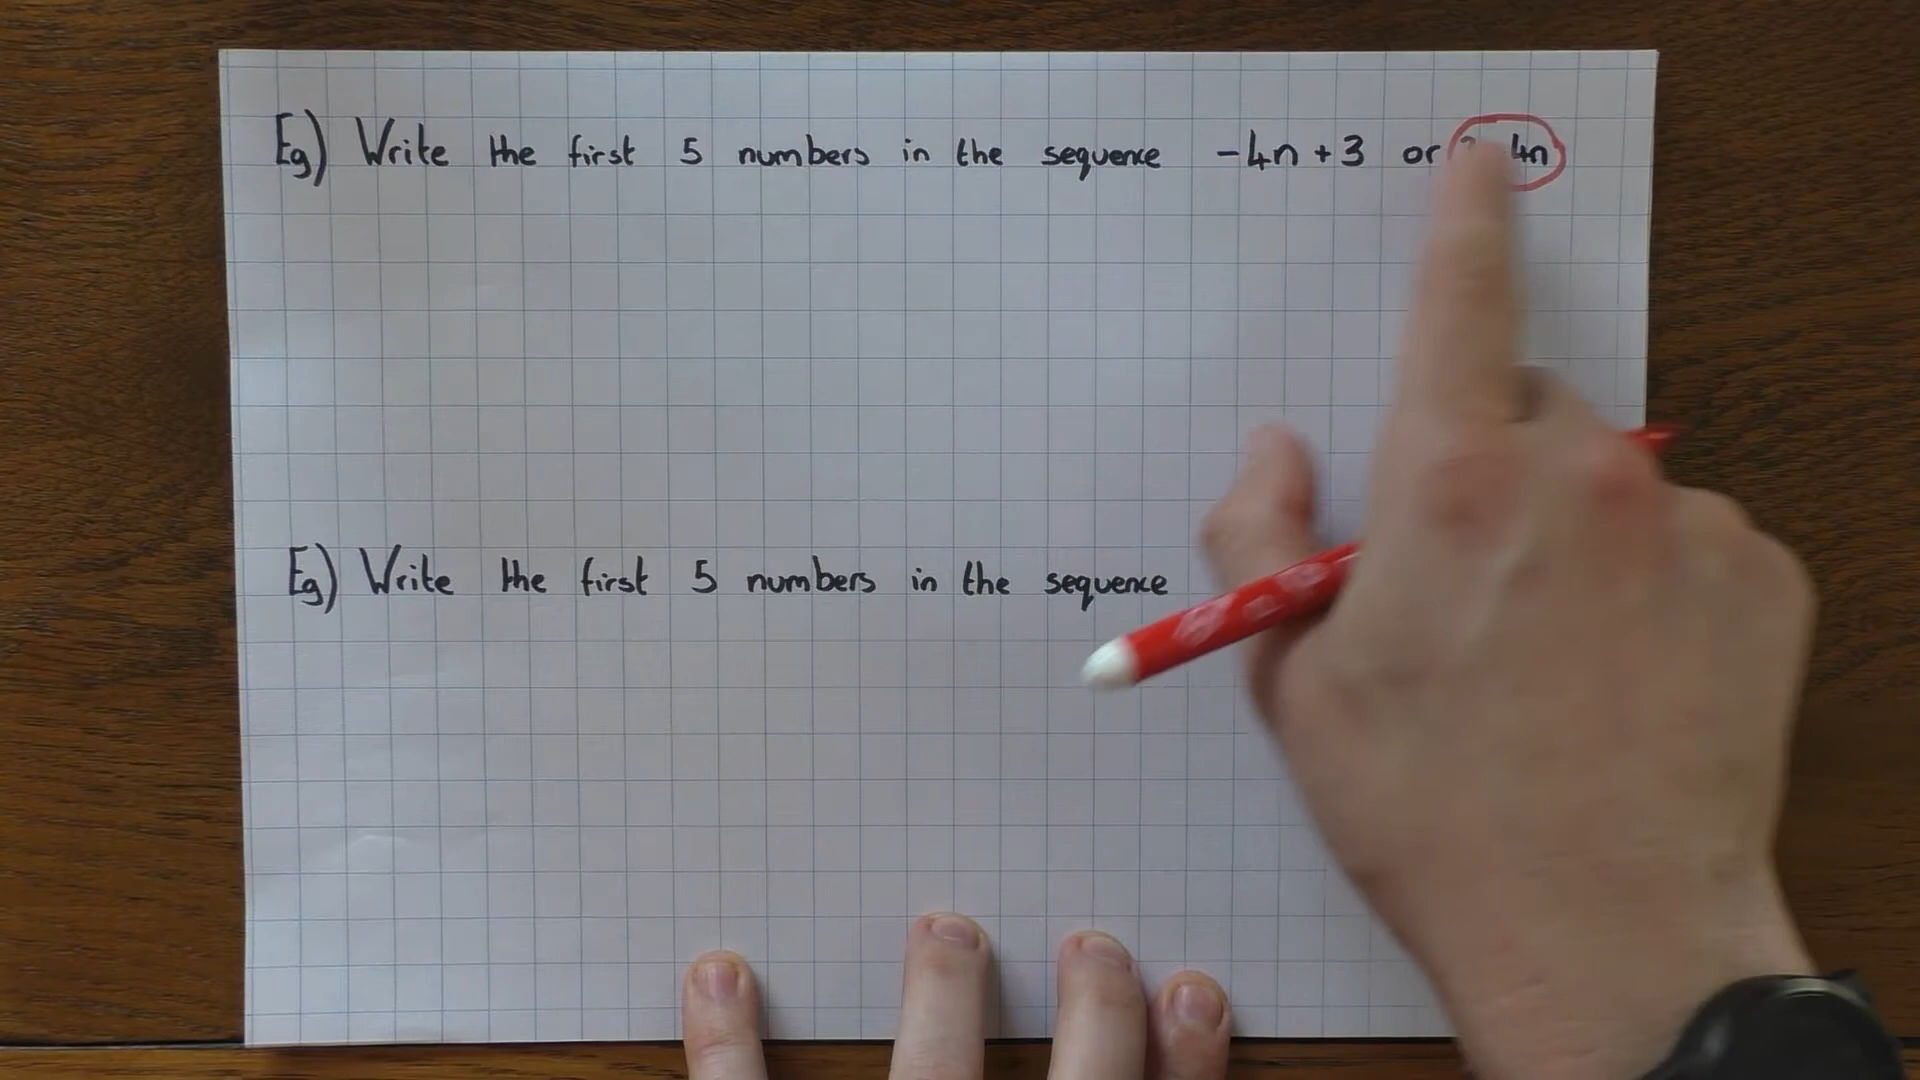 Eg) Write the first 5 numbers in the sequence -4n + 3 or 4n
Eg) Write the first 5 numbers in the sequence